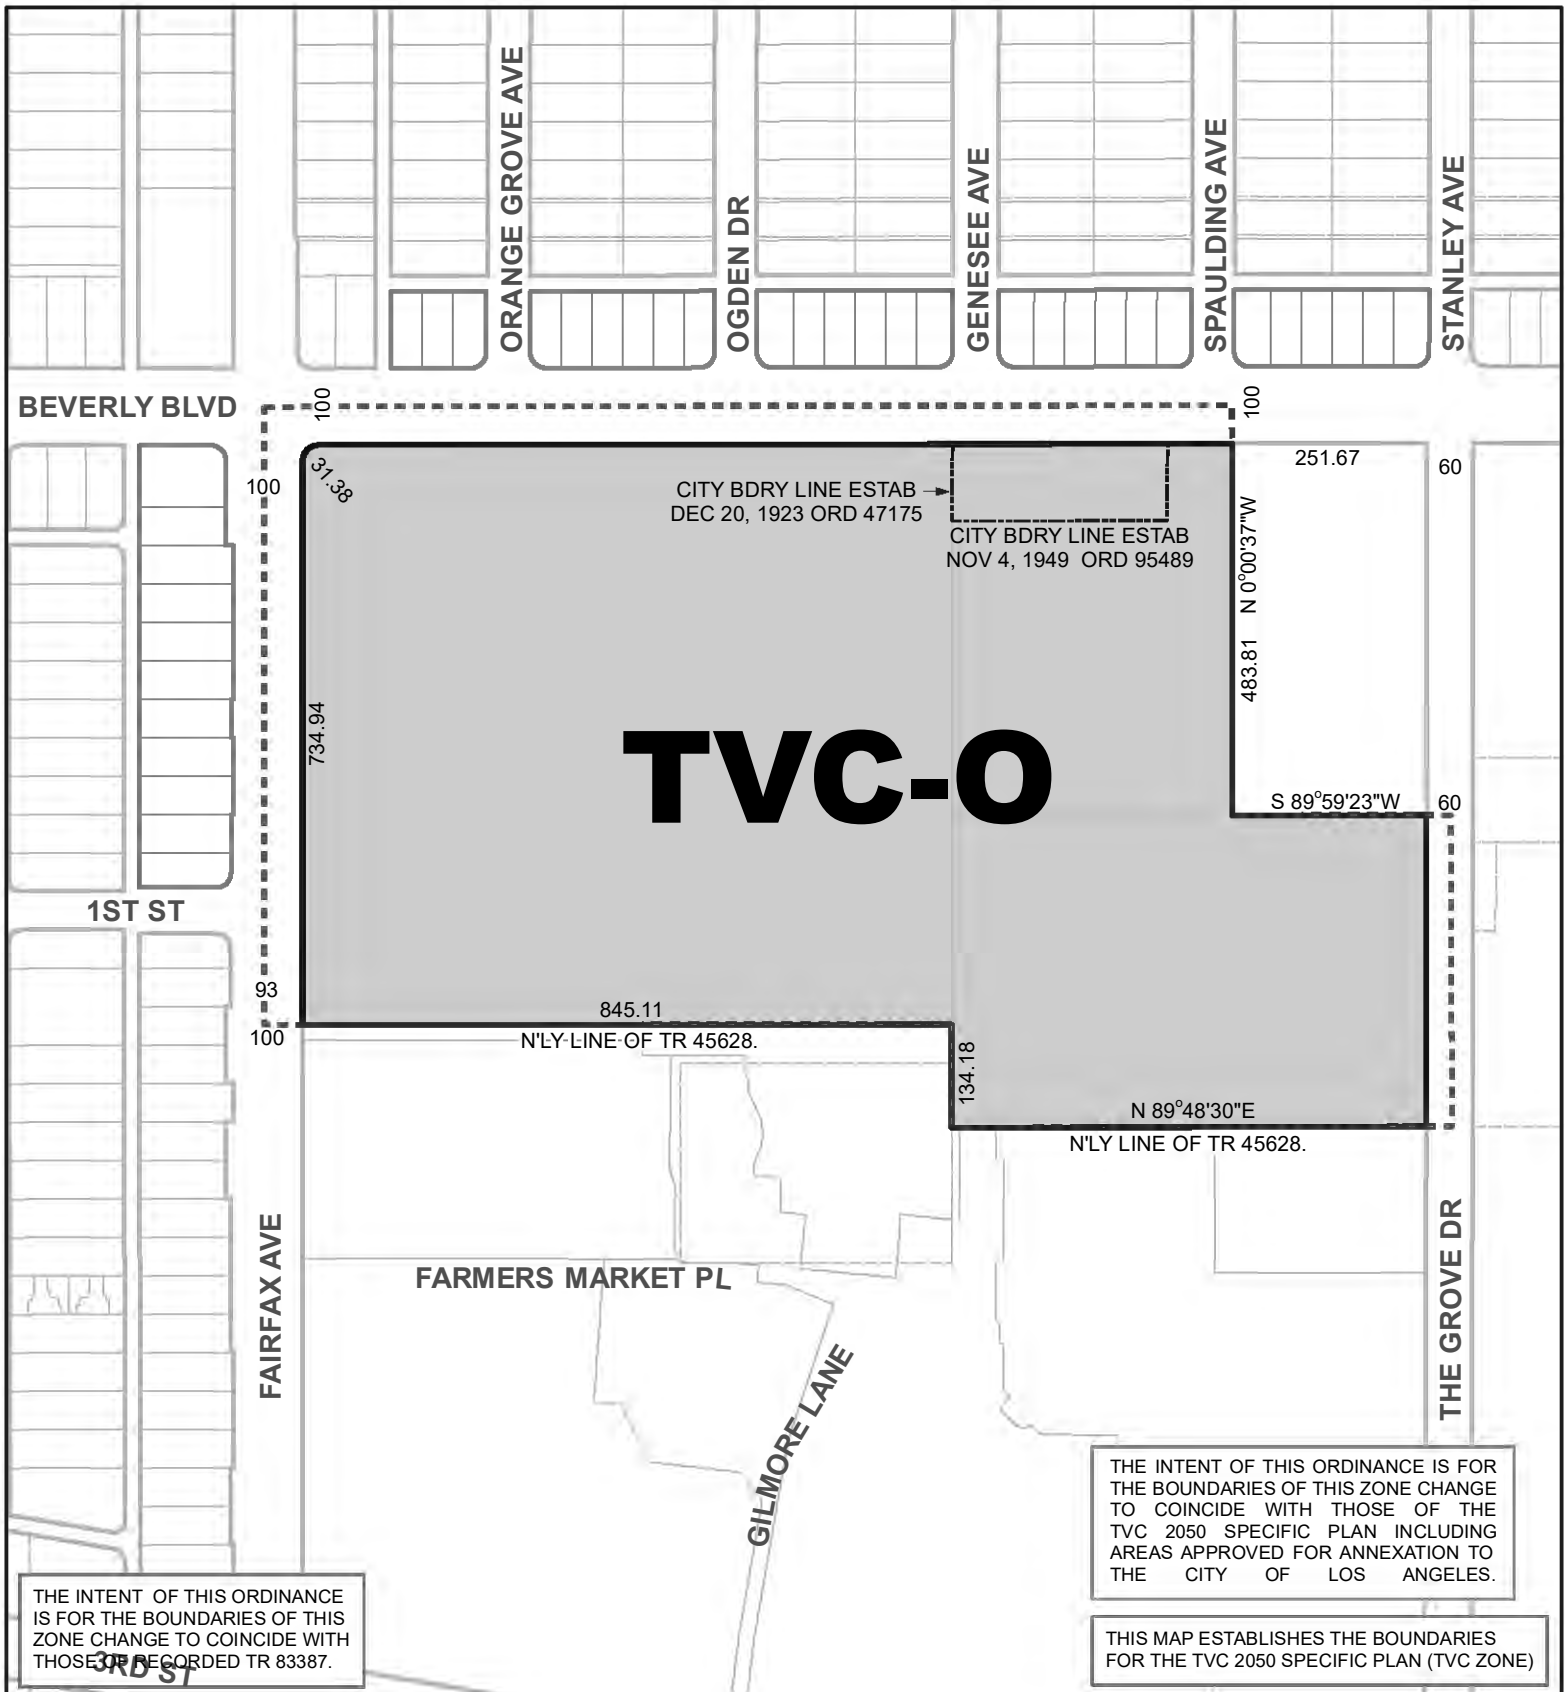 ORANGE GROVE AVE
OGDEN DR
GENESEE AVE
SPAULDING AVE
STANLEY AVE
BEVERLY BLVD
100
100
100
31.38
251.67
60
CITY BDRY LINE ESTAB
DEC 20, 1923 ORD 47175
CITY BDRY LINE ESTAB
NOV 4, 1949 ORD 95489
483.81 N 0°00'37"W
734.94
TVC-O
S 89°59'23"W
60
1ST ST
93
100
845.11
N'LY LINE OF TR 45628.
134.18
N 89°48'30"E
N'LY LINE OF TR 45628.
FAIRFAX AVE
FARMERS MARKET PL
GILMORE LANE
THE GROVE DR
THE INTENT OF THIS ORDINANCE IS FOR
THE BOUNDARIES OF THIS ZONE CHANGE
TO COINCIDE WITH THOSE OF THE
TVC 2050 SPECIFIC PLAN INCLUDING
AREAS APPROVED FOR ANNEXATION TO
THE CITY OF LOS ANGELES.
THE INTENT OF THIS ORDINANCE
IS FOR THE BOUNDARIES OF THIS
ZONE CHANGE TO COINCIDE WITH
THOSE OF RECORDED TR 83387.
3RD ST
THIS MAP ESTABLISHES THE BOUNDARIES
FOR THE TVC 2050 SPECIFIC PLAN (TVC ZONE)